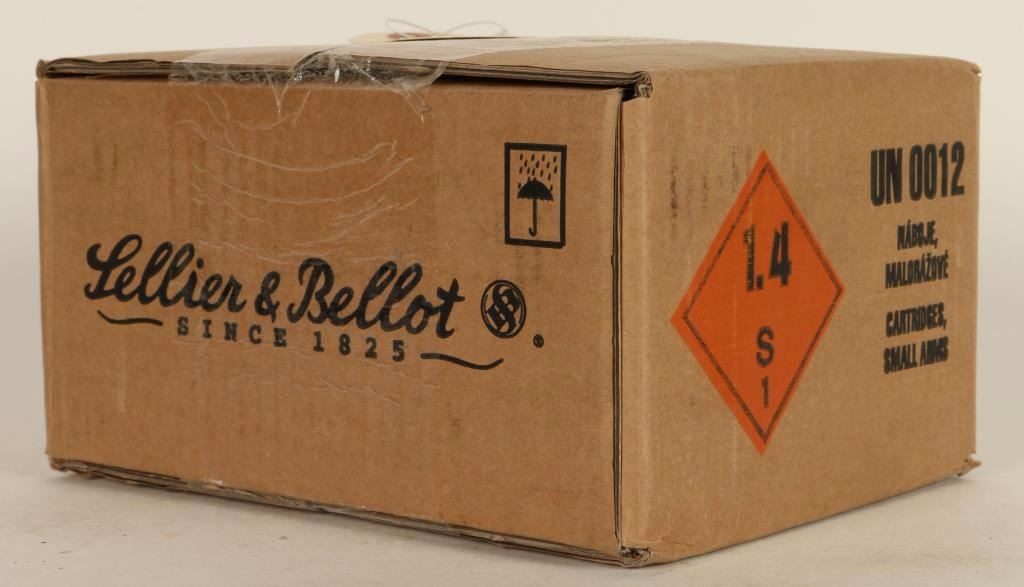 Sellier & Bellot
SINCE 1825
1.4
S
1
UN 0012
NÁBOJE,
MALORÁŽOVÉ
CARTRIDGES,
SMALL ARMS